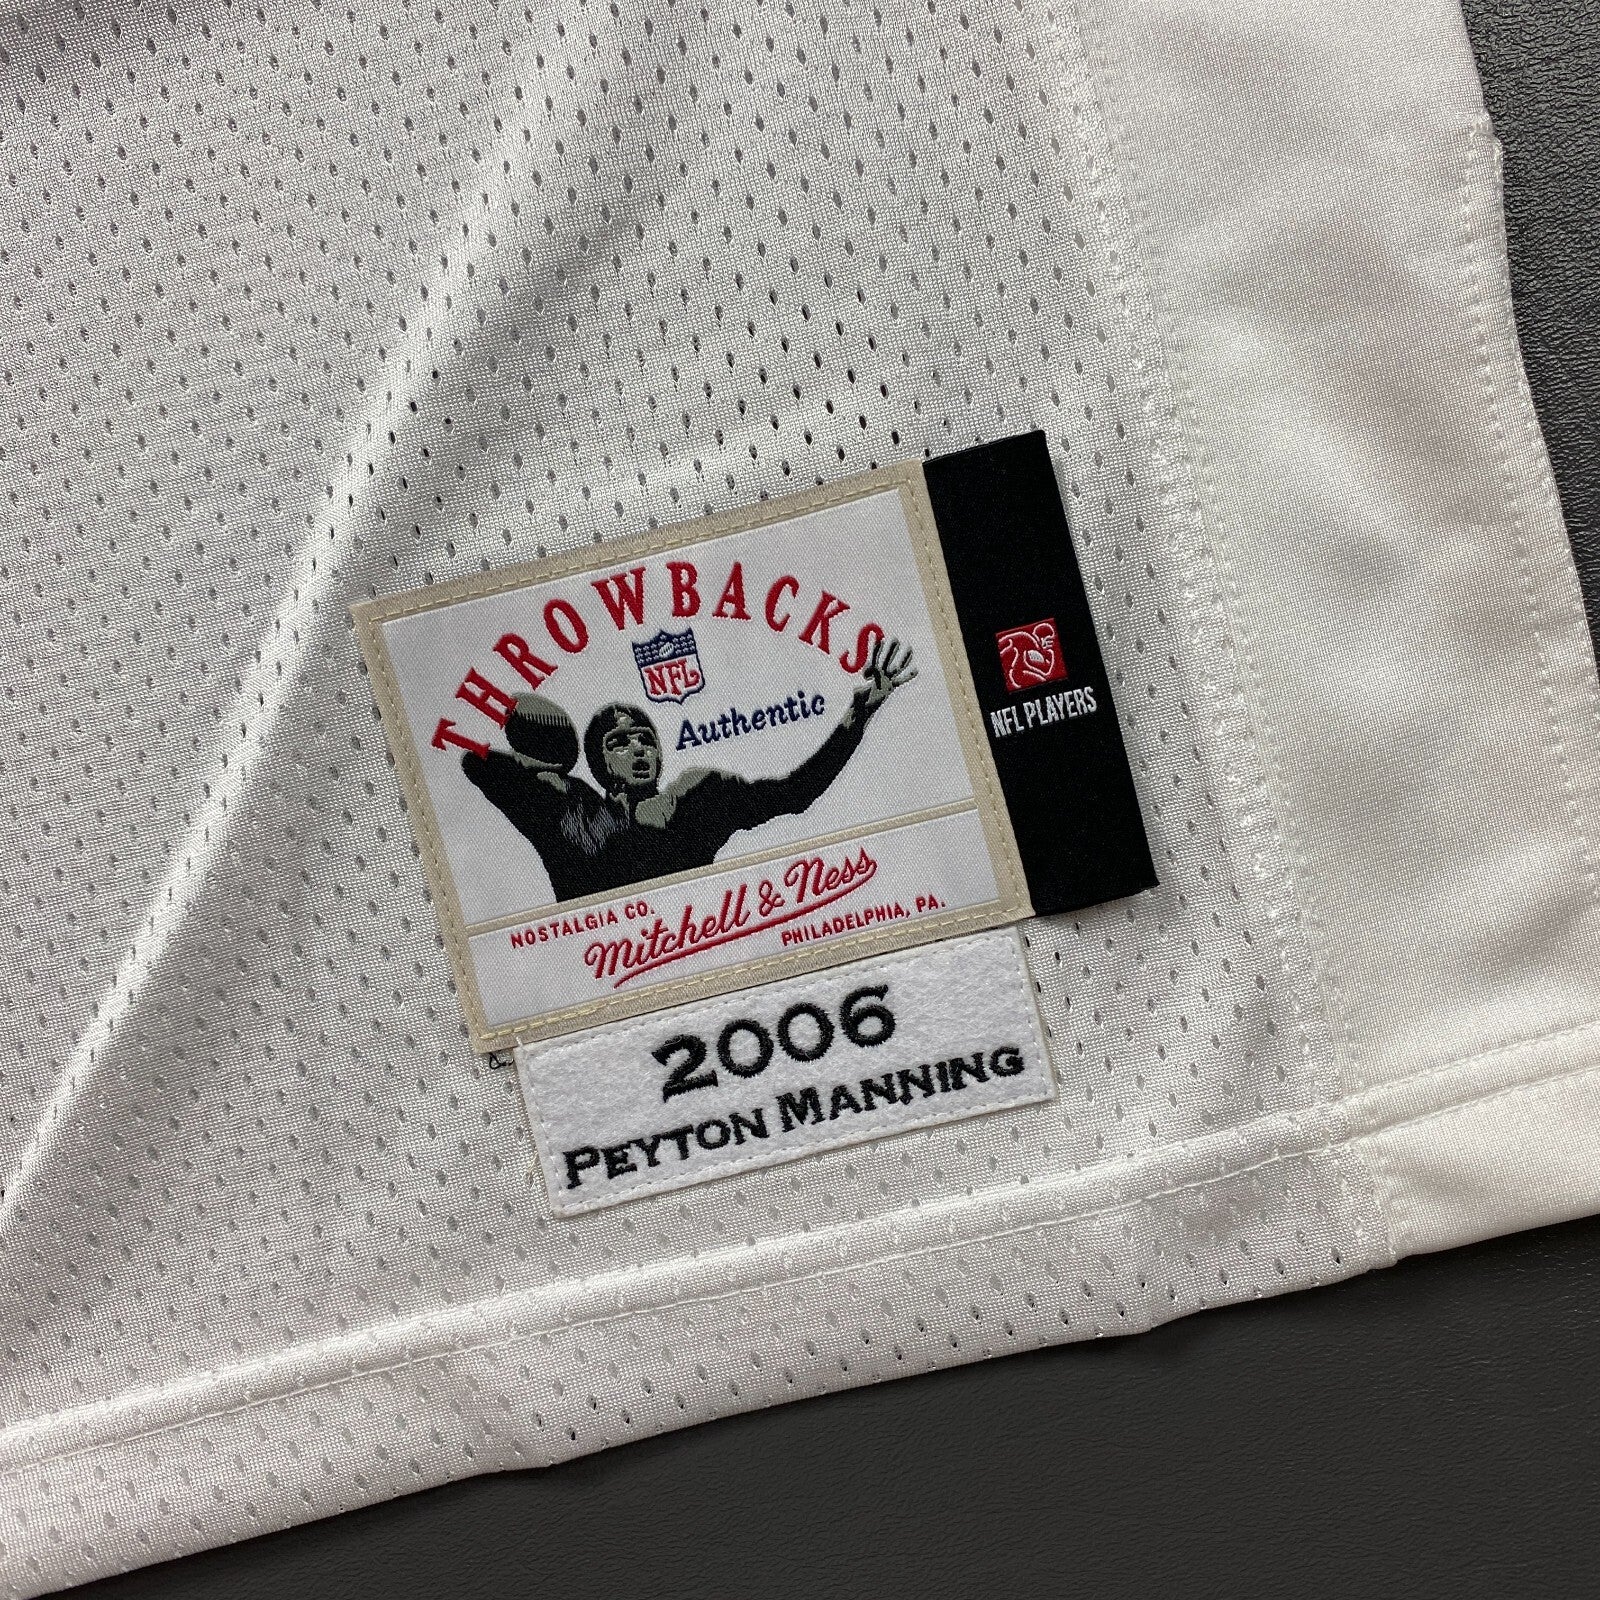 THROWBACKS
NFL
Authentic
NFL PLAYERS
NOSTALGIA CO. Mitchell & Ness PHILADELPHIA, PA.
2006
PEYTON MANNING